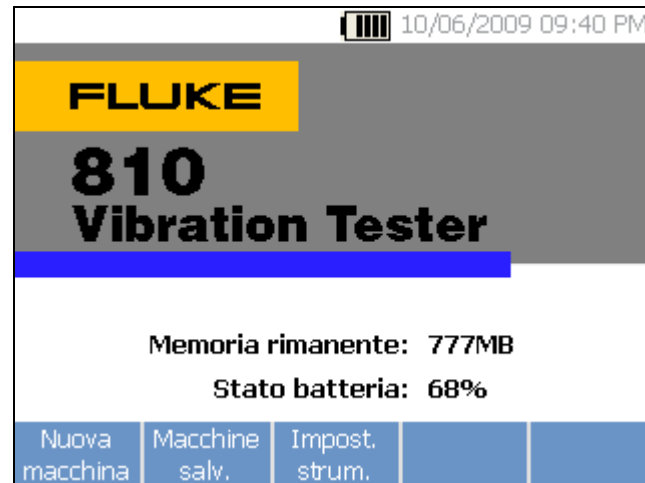 10/06/2009 09:40 PM
FLUKE
810
Vibration Tester
Memoria rimanente: 777MB
Stato batteria: 68%
Nuova macchina
Macchine salv.
Impost. strum.